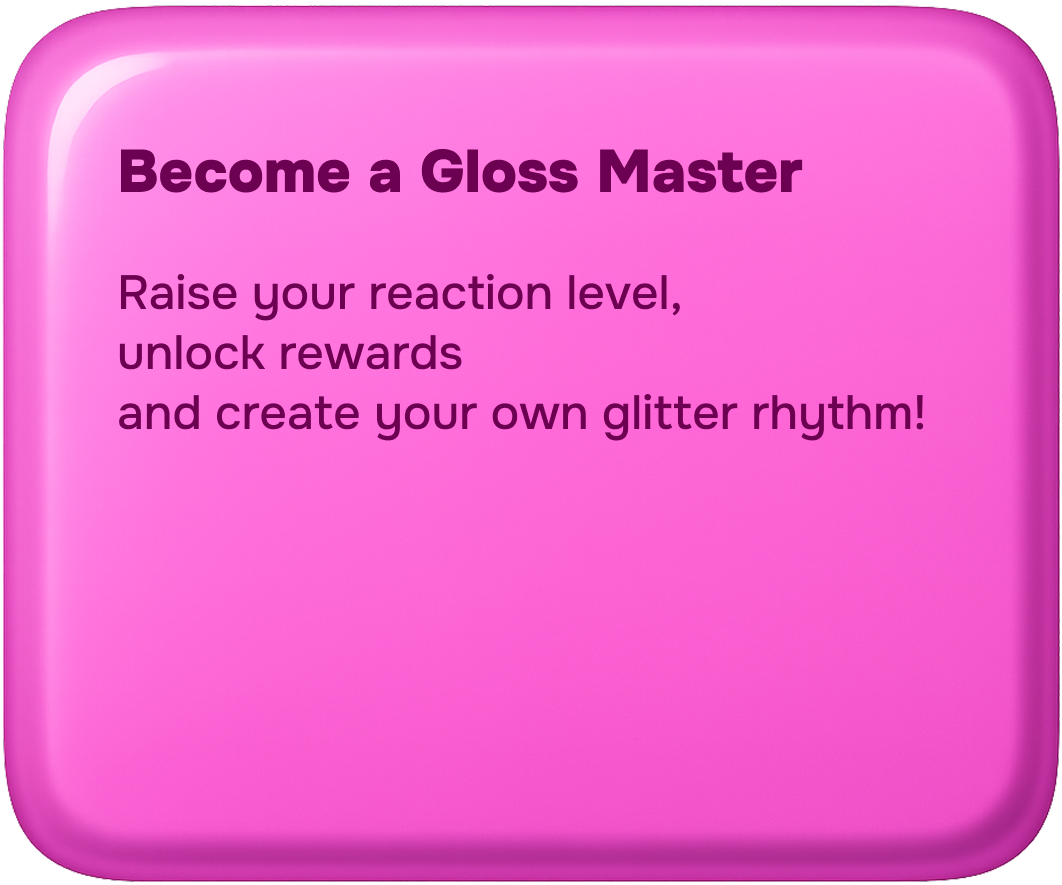 Become a Gloss Master
Raise your reaction level,
unlock rewards
and create your own glitter rhythm!